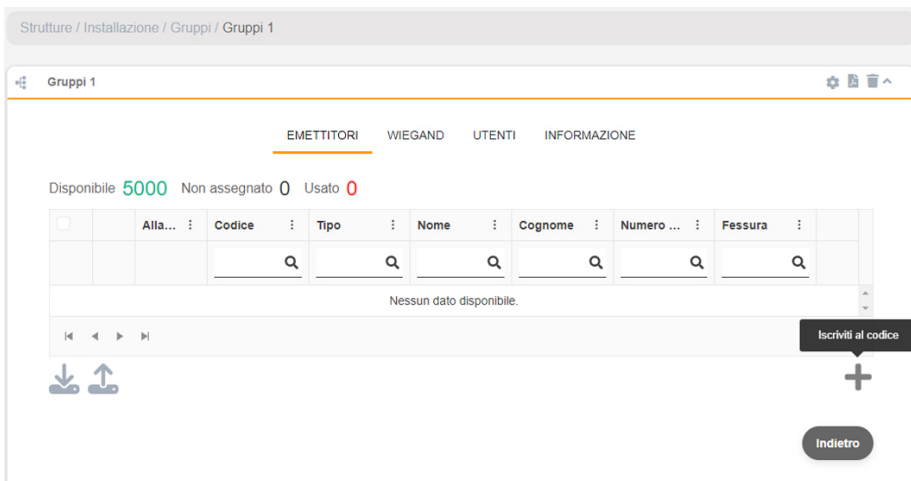 Strutture / Installazione / Gruppi / Gruppi 1
Gruppi 1
EMETTITORI WIEGAND UTENTI INFORMAZIONE
Disponibile 5000 Non assegnato 0 Usato 0
Alla... Codice Tipo Nome Cognome Numero ... Fessura
Nessun dato disponibile.
Iscriviti al codice
Indietro